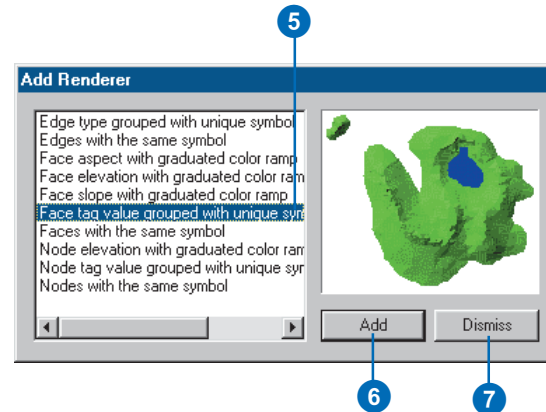 5
Add Renderer
Edge type grouped with unique symbol
Edges with the same symbol
Face aspect with graduated color ramp
Face elevation with graduated color ramp
Face slope with graduated color ramp
Face tag value grouped with unique sym
Faces with the same symbol
Node elevation with graduated color ram
Node tag value grouped with unique syr
Nodes with the same symbol
Add
Dismiss
6
7